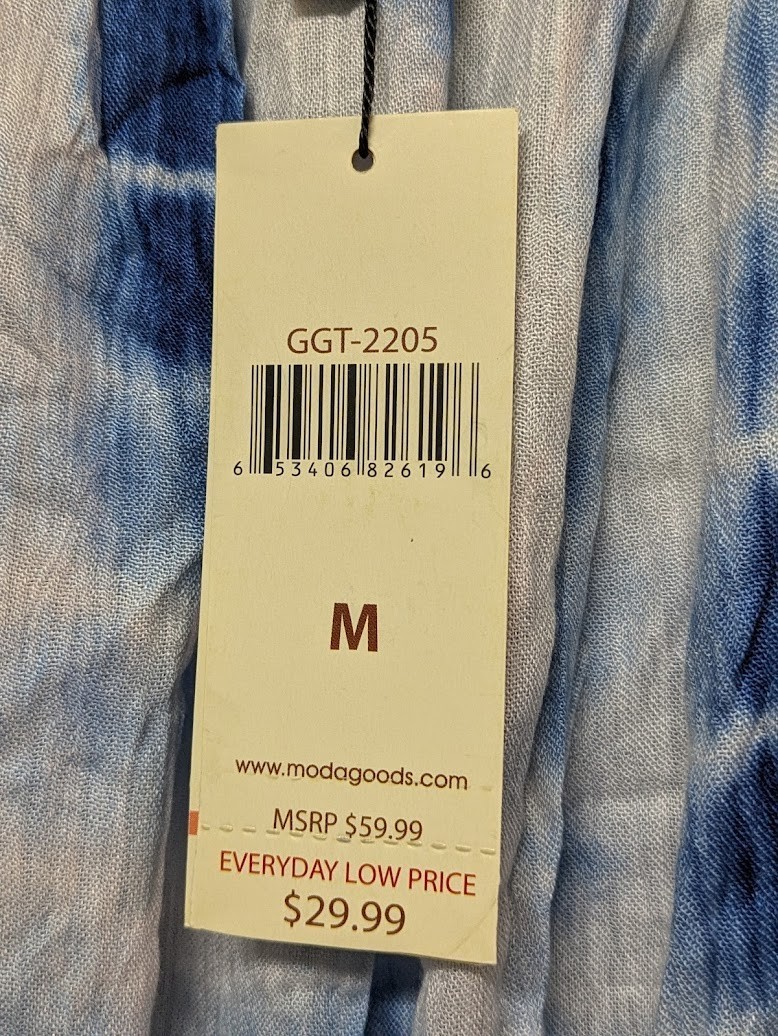 GGT-2205
6 53406 82619 6
M
www.modagoods.com
MSRP $59.99
EVERYDAY LOW PRICE
$29.99